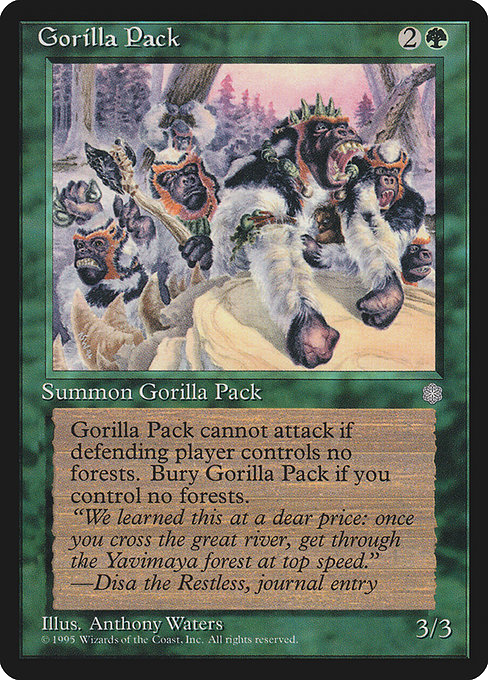 Gorilla Pack
2
Summon Gorilla Pack
Gorilla Pack cannot attack if
defending player controls no
forests. Bury Gorilla Pack if you
control no forests.
“We learned this at a dear price: once
you cross the great river, get through
the Yavimaya forest at top speed.”
—Disa the Restless, journal entry
Illus. Anthony Waters
© 1995 Wizards of the Coast, Inc. All rights reserved.
3/3